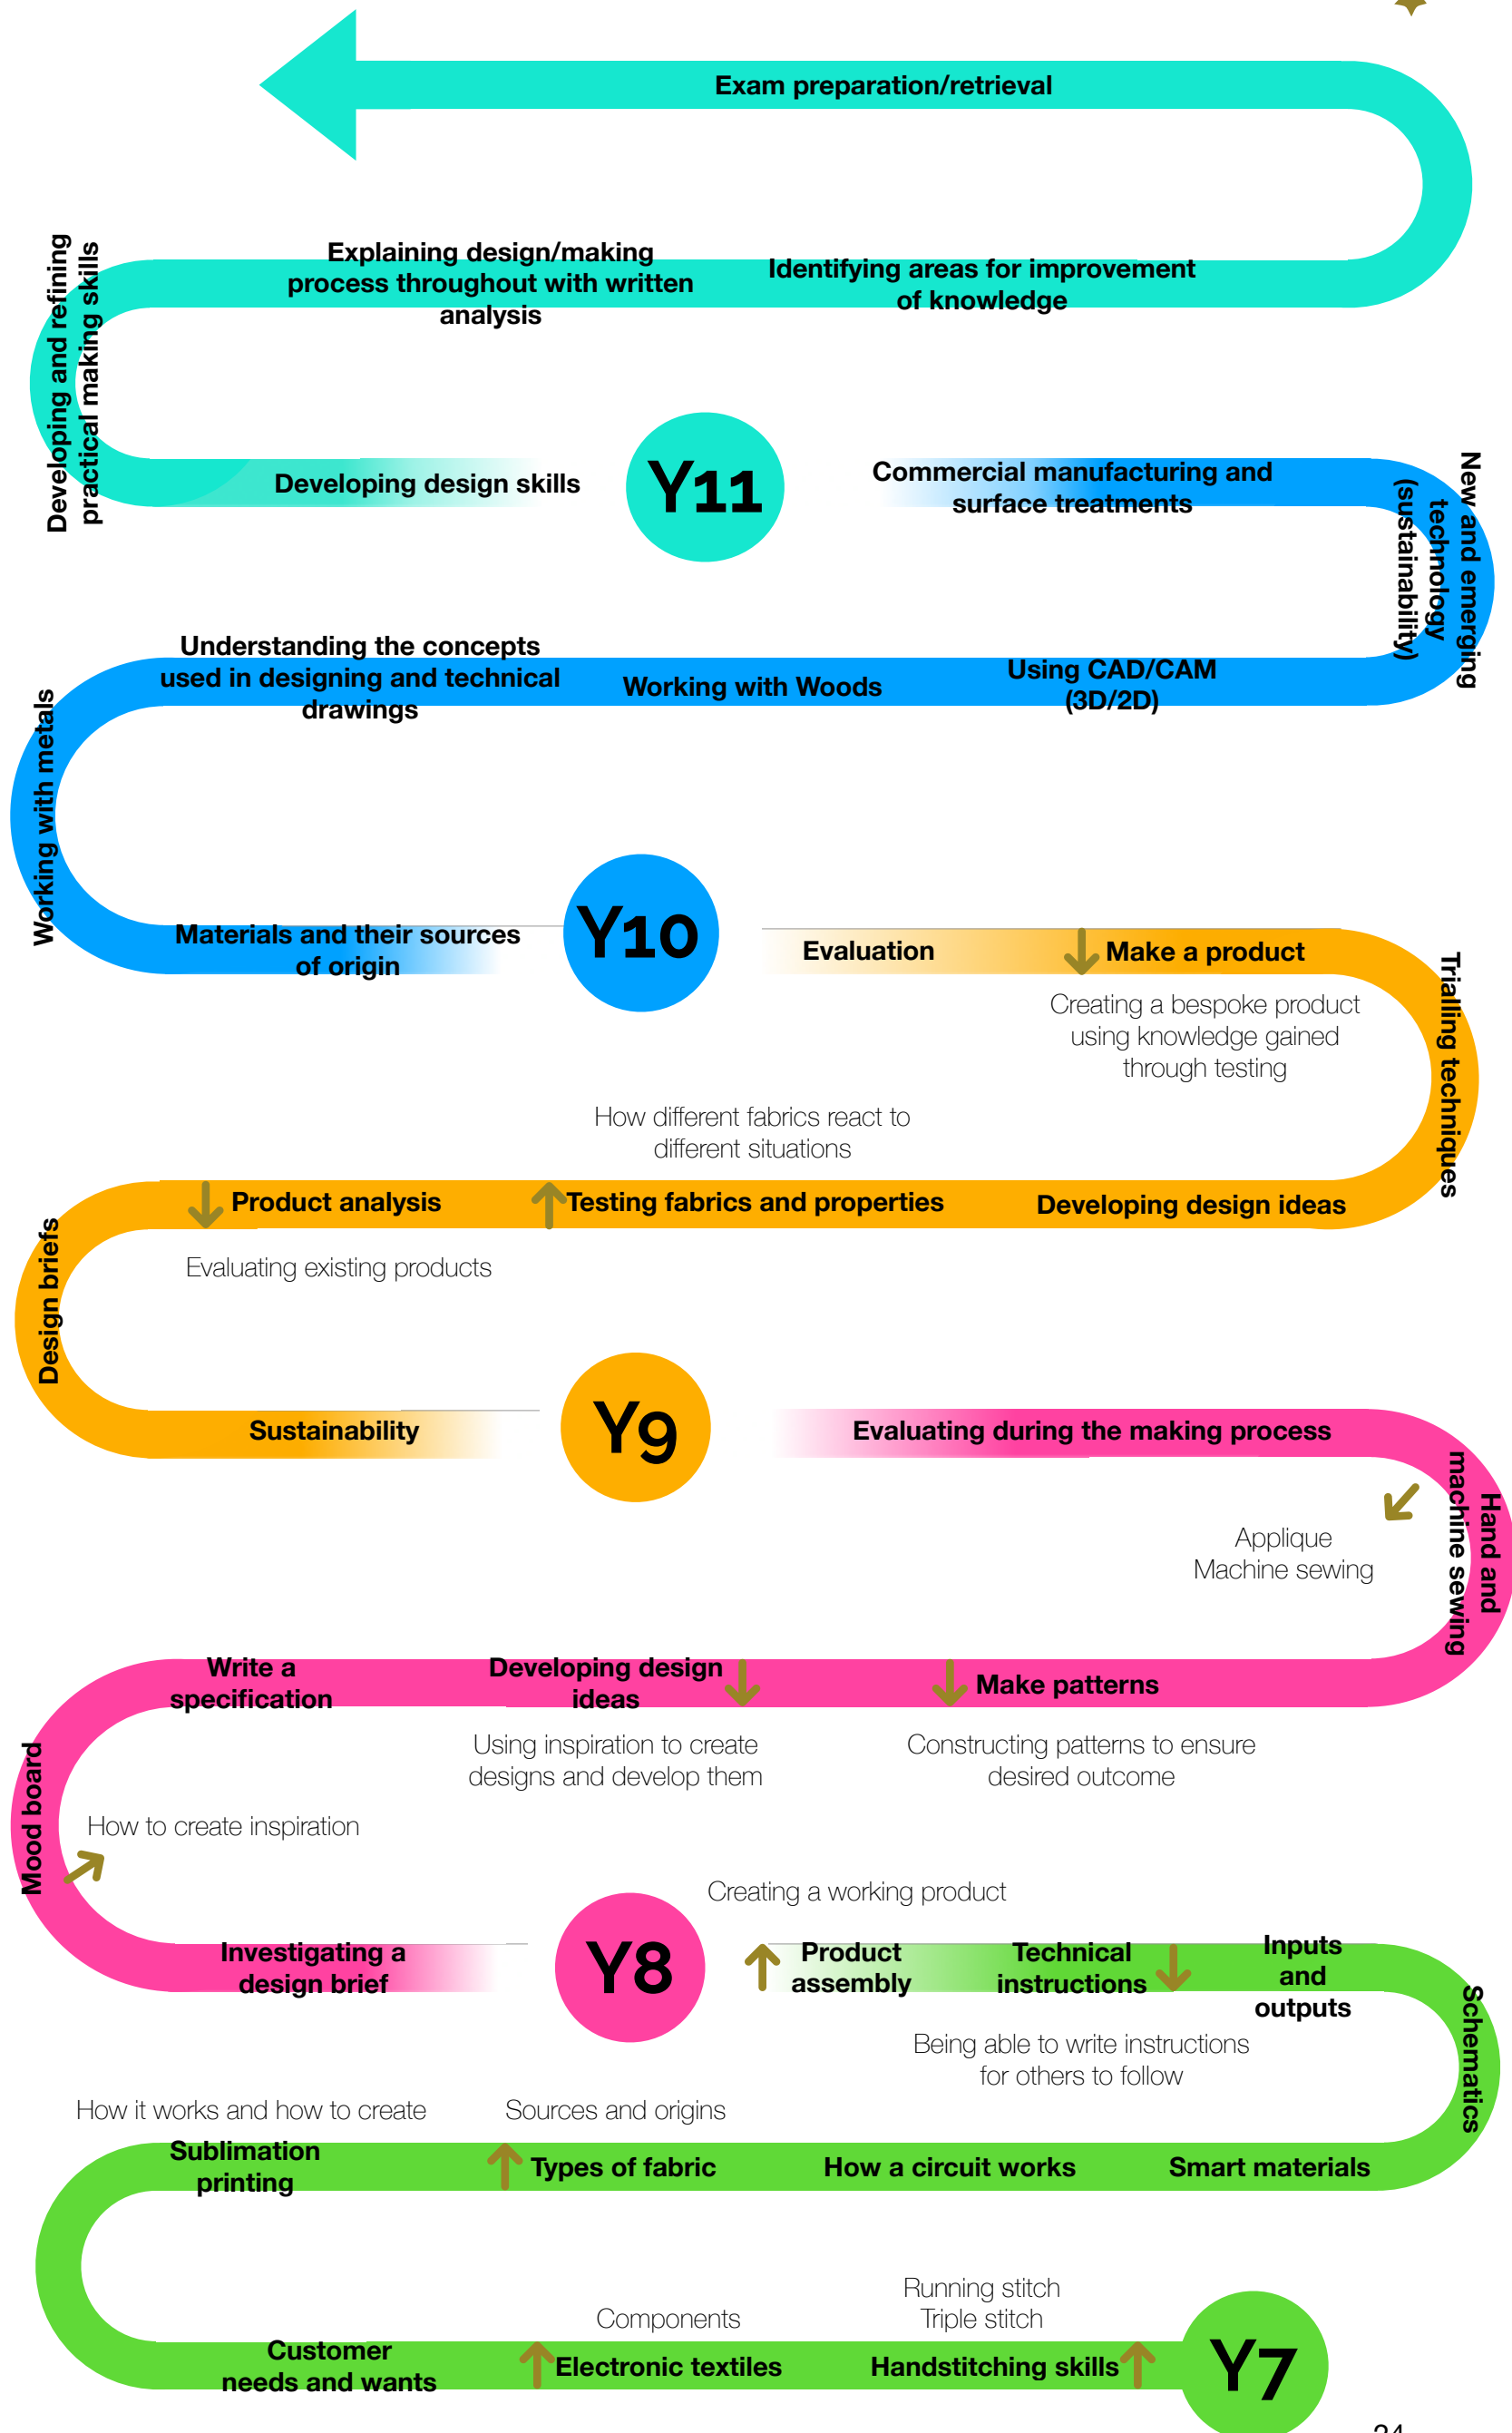 Exam preparation/retrieval
Explaining design/making
process throughout with written
analysis
Identifying areas for improvement
of knowledge
Developing and refining
practical making skills
Developing design skills
Y11
Commercial manufacturing and
surface treatments
New and emerging
technology
(sustainability)
Understanding the concepts
used in designing and technical
drawings
Working with Woods
Using CAD/CAM
(3D/2D)
Working with metals
Materials and their sources
of origin
Y10
Evaluation
Make a product
Creating a bespoke product
using knowledge gained
through testing
Trialling techniques
How different fabrics react to
different situations
Product analysis
Testing fabrics and properties
Developing design ideas
Evaluating existing products
Design briefs
Sustainability
Y9
Evaluating during the making process
Hand and
machine sewing
Applique
Machine sewing
Write a
specification
Developing design
ideas
Make patterns
Using inspiration to create
designs and develop them
Constructing patterns to ensure
desired outcome
Mood board
How to create inspiration
Creating a working product
Investigating a
design brief
Y8
Product
assembly
Technical
instructions
Inputs
and
outputs
Schematics
Being able to write instructions
for others to follow
How it works and how to create
Sources and origins
Sublimation
printing
Types of fabric
How a circuit works
Smart materials
Running stitch
Triple stitch
Components
Customer
needs and wants
Electronic textiles
Handstitching skills
Y7